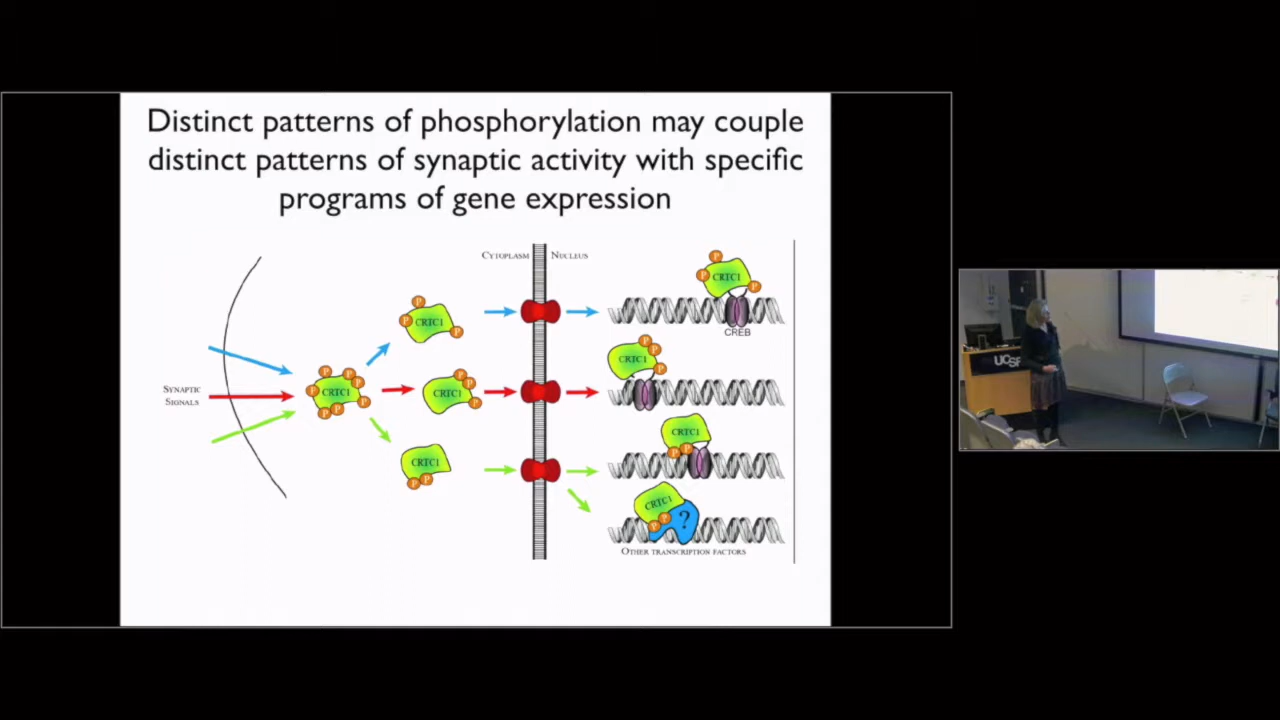 Distinct patterns of phosphorylation may couple
distinct patterns of synaptic activity with specific
programs of gene expression
CYTOPLASM
NUCLEUS
P
P
P
CRTC1
CREB
P
P
P
CRTC1
P
P
P
CRTC1
SYNAPTIC
SIGNALS
P
P
P
P
P
P
P
CRTC1
P
P
P
CRTC1
CRTC1
P
P
CRTC1
P
P
CRTC1
P
?
?
OTHER TRANSCRIPTION FACTORS
UCSF